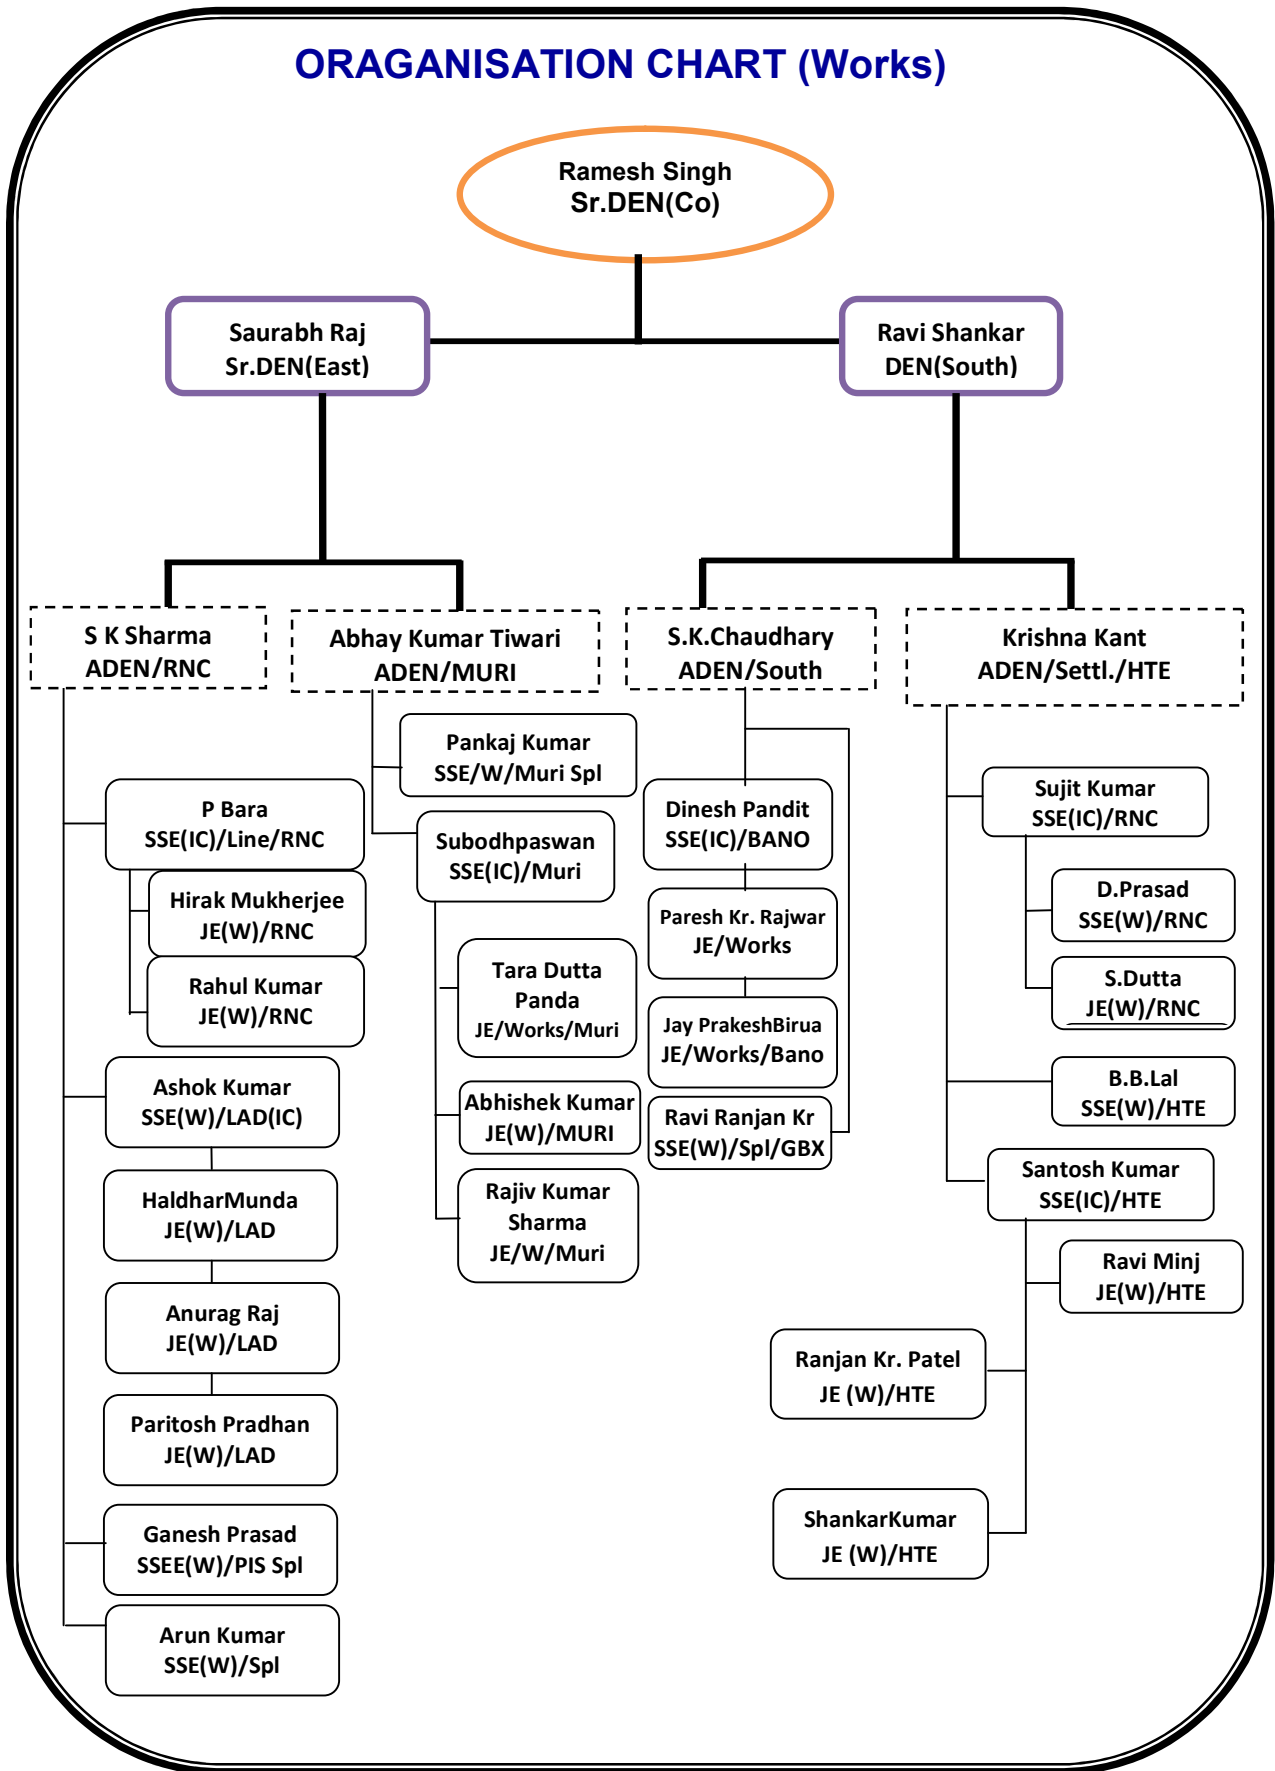 ORAGANISATION CHART (Works)
Ramesh Singh
Sr.DEN(Co)
Saurabh Raj
Sr.DEN(East)
Ravi Shankar
DEN(South)
S K Sharma
ADEN/RNC
Abhay Kumar Tiwari
ADEN/MURI
S.K.Chaudhary
ADEN/South
Krishna Kant
ADEN/Settl./HTE
P Bara
SSE(IC)/Line/RNC
Hirak Mukherjee
JE(W)/RNC
Rahul Kumar
JE(W)/RNC
Ashok Kumar
SSE(W)/LAD(IC)
HaldharMunda
JE(W)/LAD
Anurag Raj
JE(W)/LAD
Paritosh Pradhan
JE(W)/LAD
Ganesh Prasad
SSEE(W)/PIS Spl
Arun Kumar
SSE(W)/Spl
Pankaj Kumar
SSE/W/Muri Spl
Subodhpaswan
SSE(IC)/Muri
Tara Dutta
Panda
JE/Works/Muri
Abhishek Kumar
JE(W)/MURI
Rajiv Kumar
Sharma
JE/W/Muri
Dinesh Pandit
SSE(IC)/BANO
Paresh Kr. Rajwar
JE/Works
Jay PrakeshBirua
JE/Works/Bano
Ravi Ranjan Kr
SSE(W)/Spl/GBX
Sujit Kumar
SSE(IC)/RNC
D.Prasad
SSE(W)/RNC
S.Dutta
JE(W)/RNC
B.B.Lal
SSE(W)/HTE
Santosh Kumar
SSE(IC)/HTE
Ravi Minj
JE(W)/HTE
Ranjan Kr. Patel
JE (W)/HTE
ShankarKumar
JE (W)/HTE